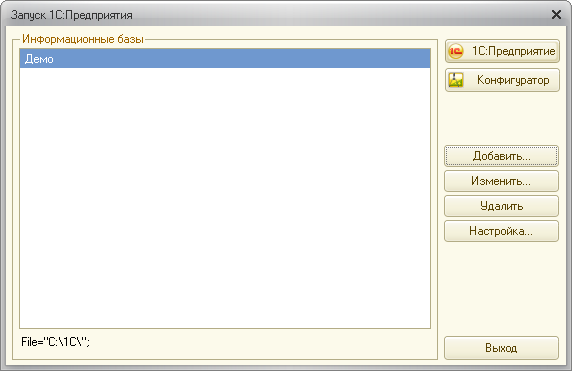 Запуск 1С:Предприятия
Информационные базы
Демо
1С:Предприятие
Конфигуратор
Добавить...
Изменить...
Удалить
Настройка...
File="C:\1C\";
Выход